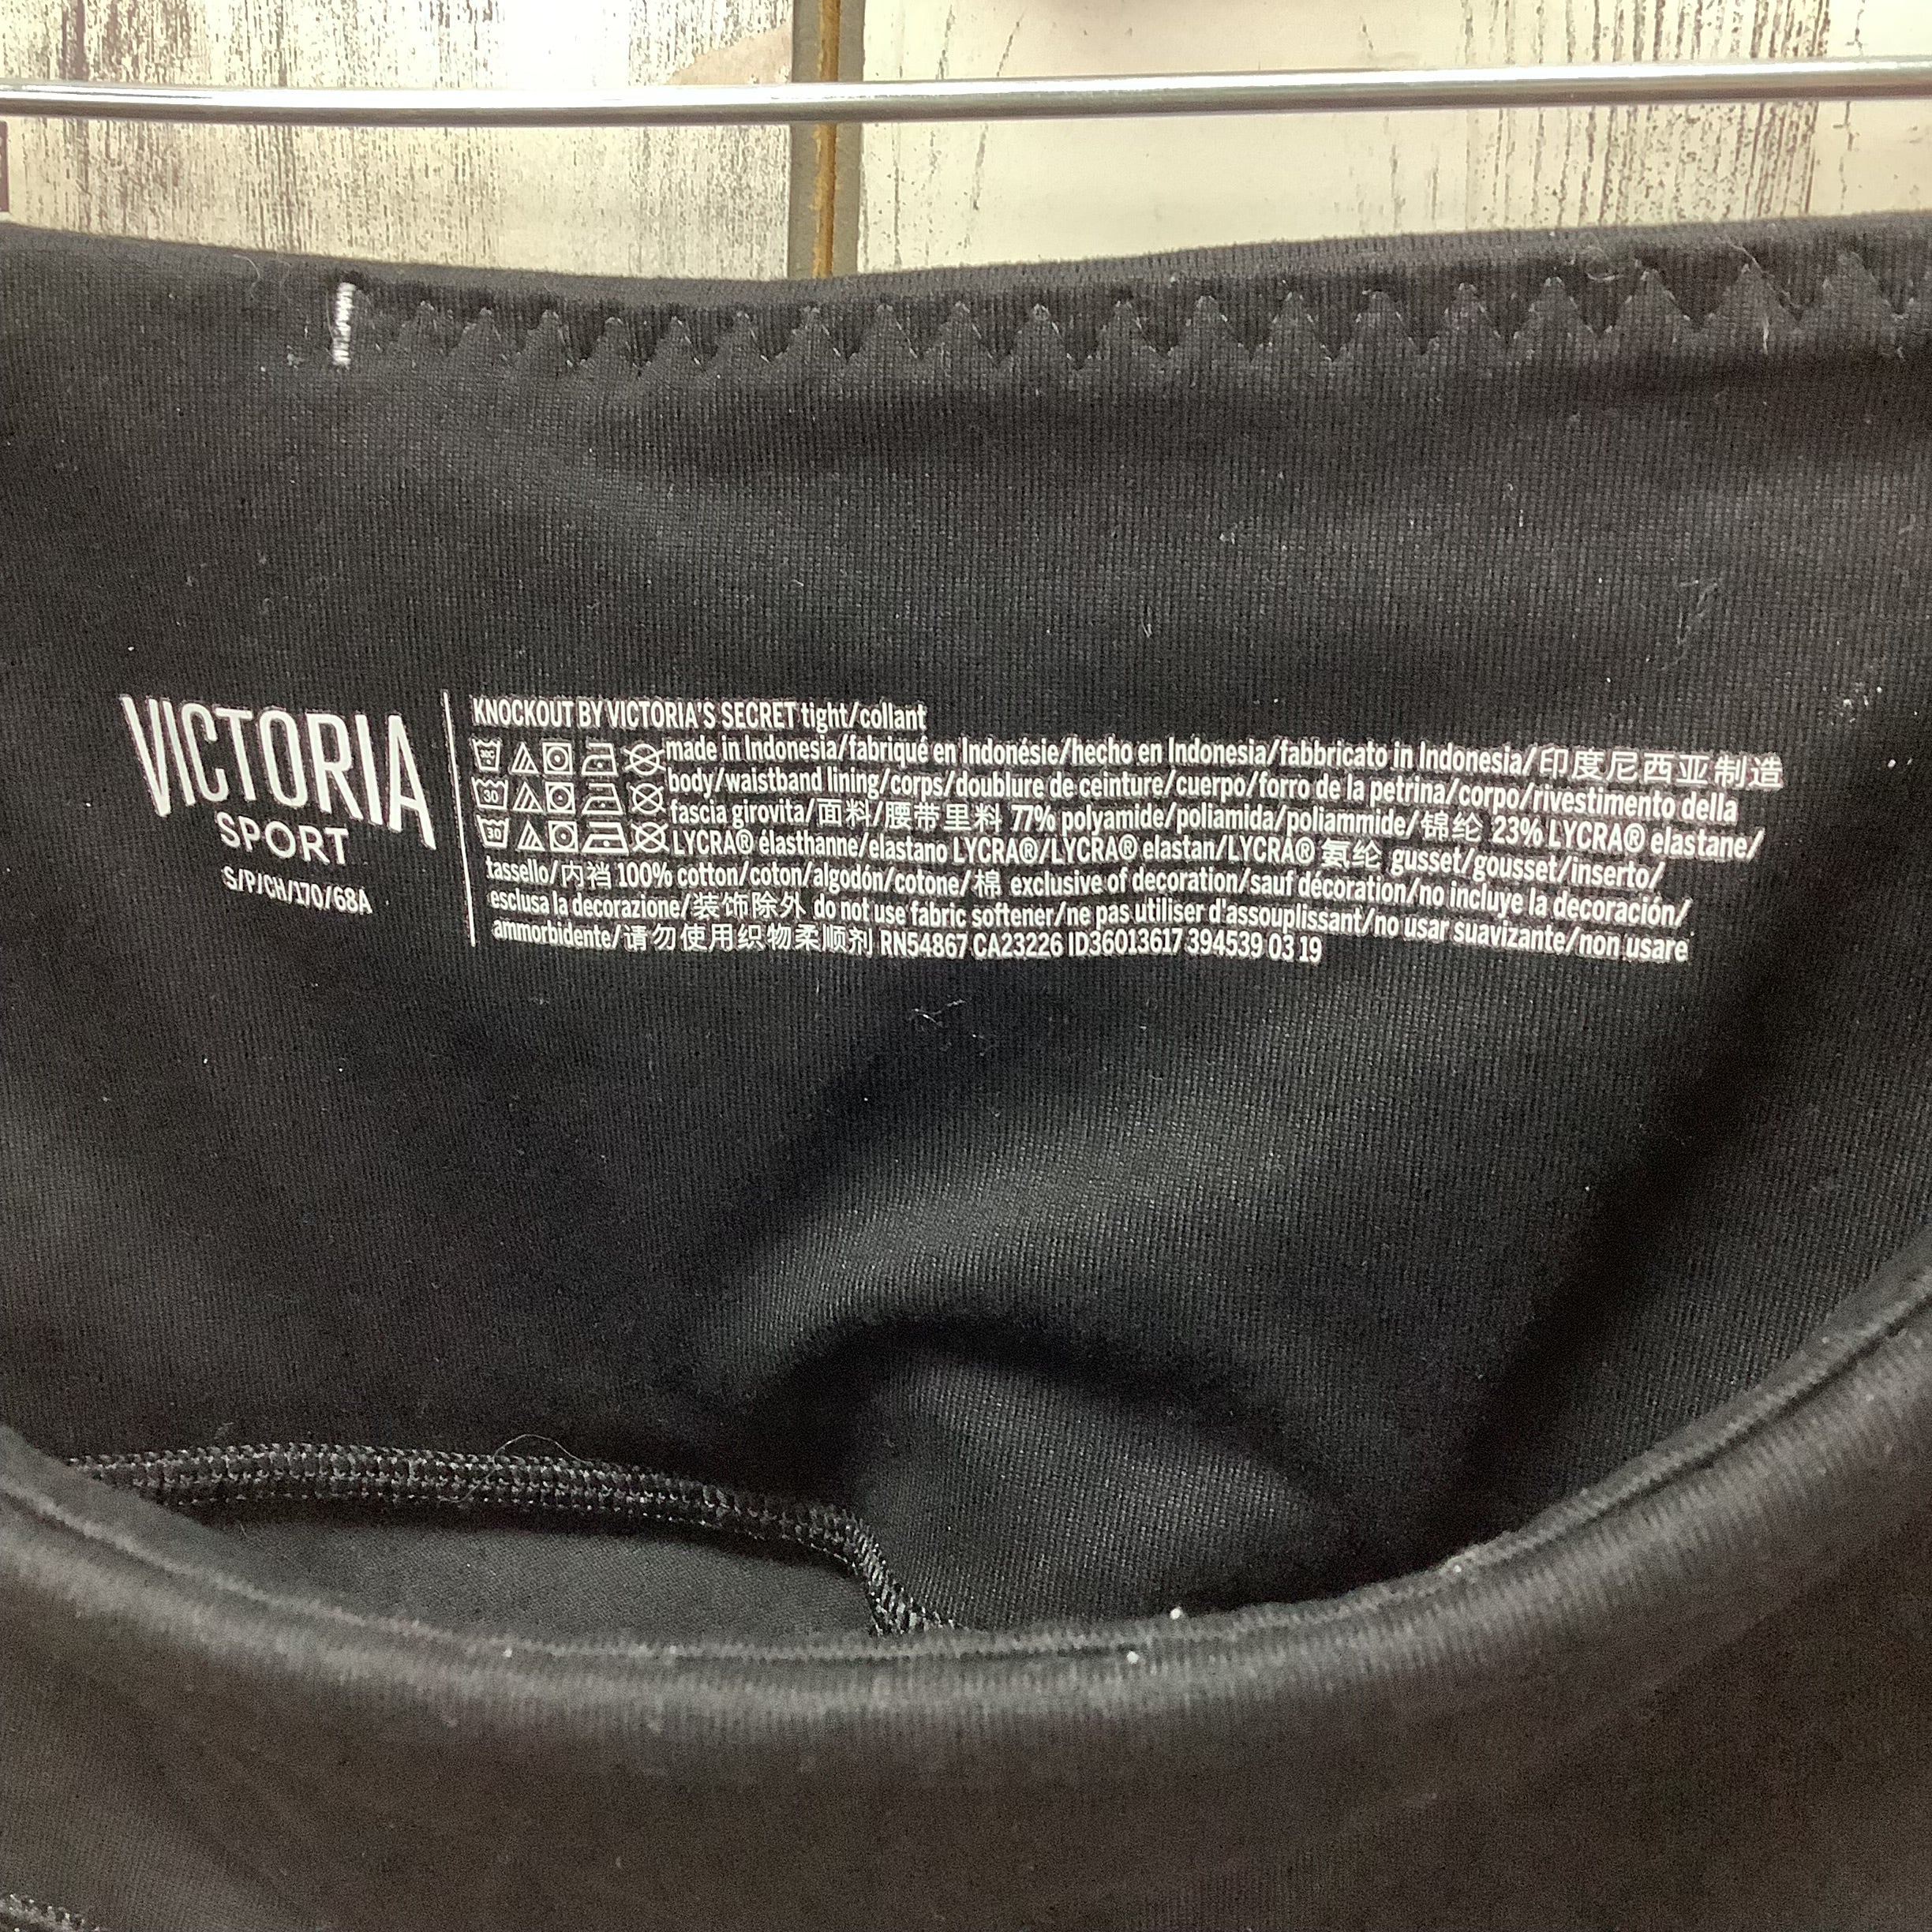 VICTORIA
SPORT
S/P/CH/170/68A
KNOCKOUT BY VICTORIA'S SECRET tight/collant
made in Indonesia/fabriqué en Indonésie/hecho en Indonesia/fabbricato in Indonesia/印度尼西亚制造
body/waistband lining/corps/doublure de ceinture/cuerpo/forro de la petrina/corpo/rivestimento della
fascia girovita/面料/腰带里料 77% polyamide/poliamida/poliammide/锦纶 23% LYCRA® elastane/
LYCRA® élasthanne/elastano LYCRA®/LYCRA® elastan/LYCRA® 氨纶 gusset/gousset/inserto/
tassello/内裆 100% cotton/coton/algodón/cotone/棉 exclusive of decoration/sauf décoration/no incluye la decoración/
esclusa la decorazione/装饰除外 do not use fabric softener/ne pas utiliser d'assouplissant/no usar suavizante/non usare
ammorbidente/请勿使用织物柔顺剂 RN54867 CA23226 ID36013617 394539 03 19
30
30